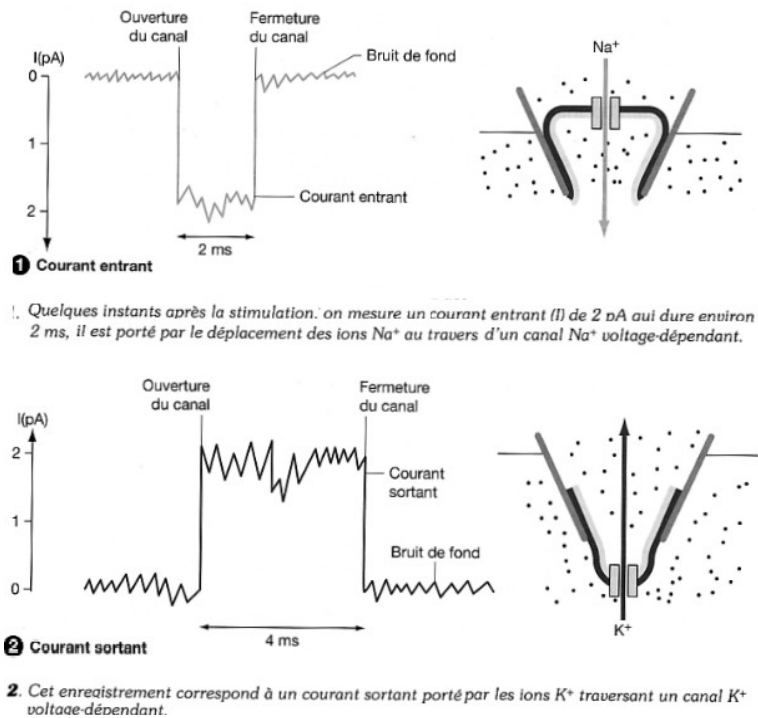 Ouverture
du canal
Fermeture
du canal
Bruit de fond
I(pA)
0
1
2
Courant entrant
2 ms
Na⁺
1 Courant entrant
. Quelques instants après la stimulation. on mesure un courant entrant (I) de 2 pA qui dure environ
2 ms, il est porté par le déplacement des ions Na⁺ au travers d'un canal Na⁺ voltage-dépendant.
Ouverture
du canal
Fermeture
du canal
I(pA)
2
1
0
Courant
sortant
Bruit de fond
4 ms
K⁺
2 Courant sortant
2. Cet enregistrement correspond à un courant sortant porté par les ions K⁺ traversant un canal K⁺
voltage-dépendant.